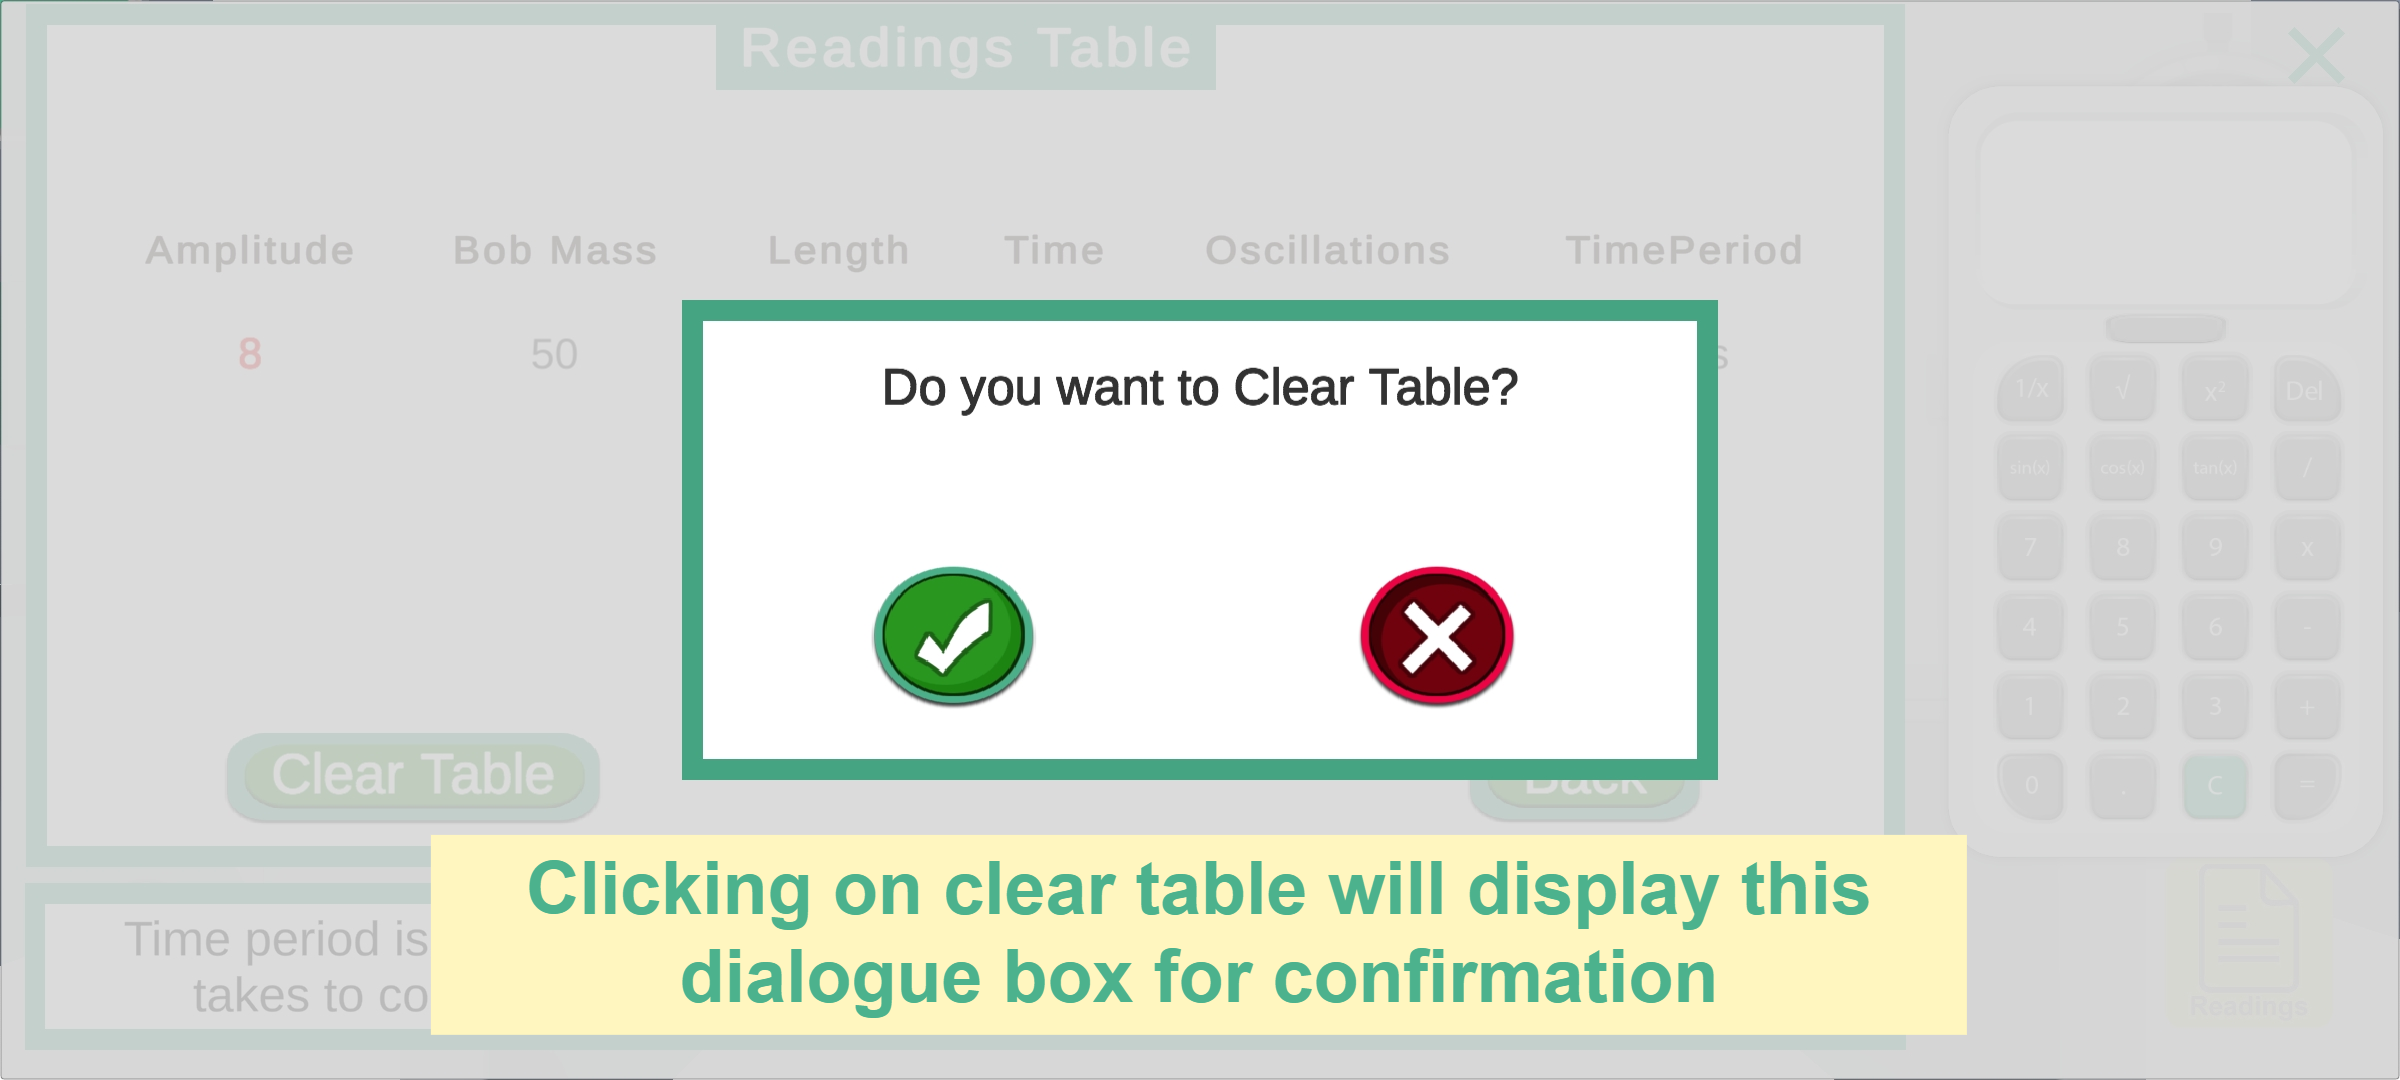 Readings Table
Amplitude Bob Mass Length Time Oscillations TimePeriod
8 50 s
Do you want to Clear Table?
Clear Table Back
Time period is
takes to co
Clicking on clear table will display this
dialogue box for confirmation
1/x √ x² Del
sin(x) cos(x) tan(x) /
7 8 9 x
4 5 6 -
1 2 3 +
0 . C =
Readings